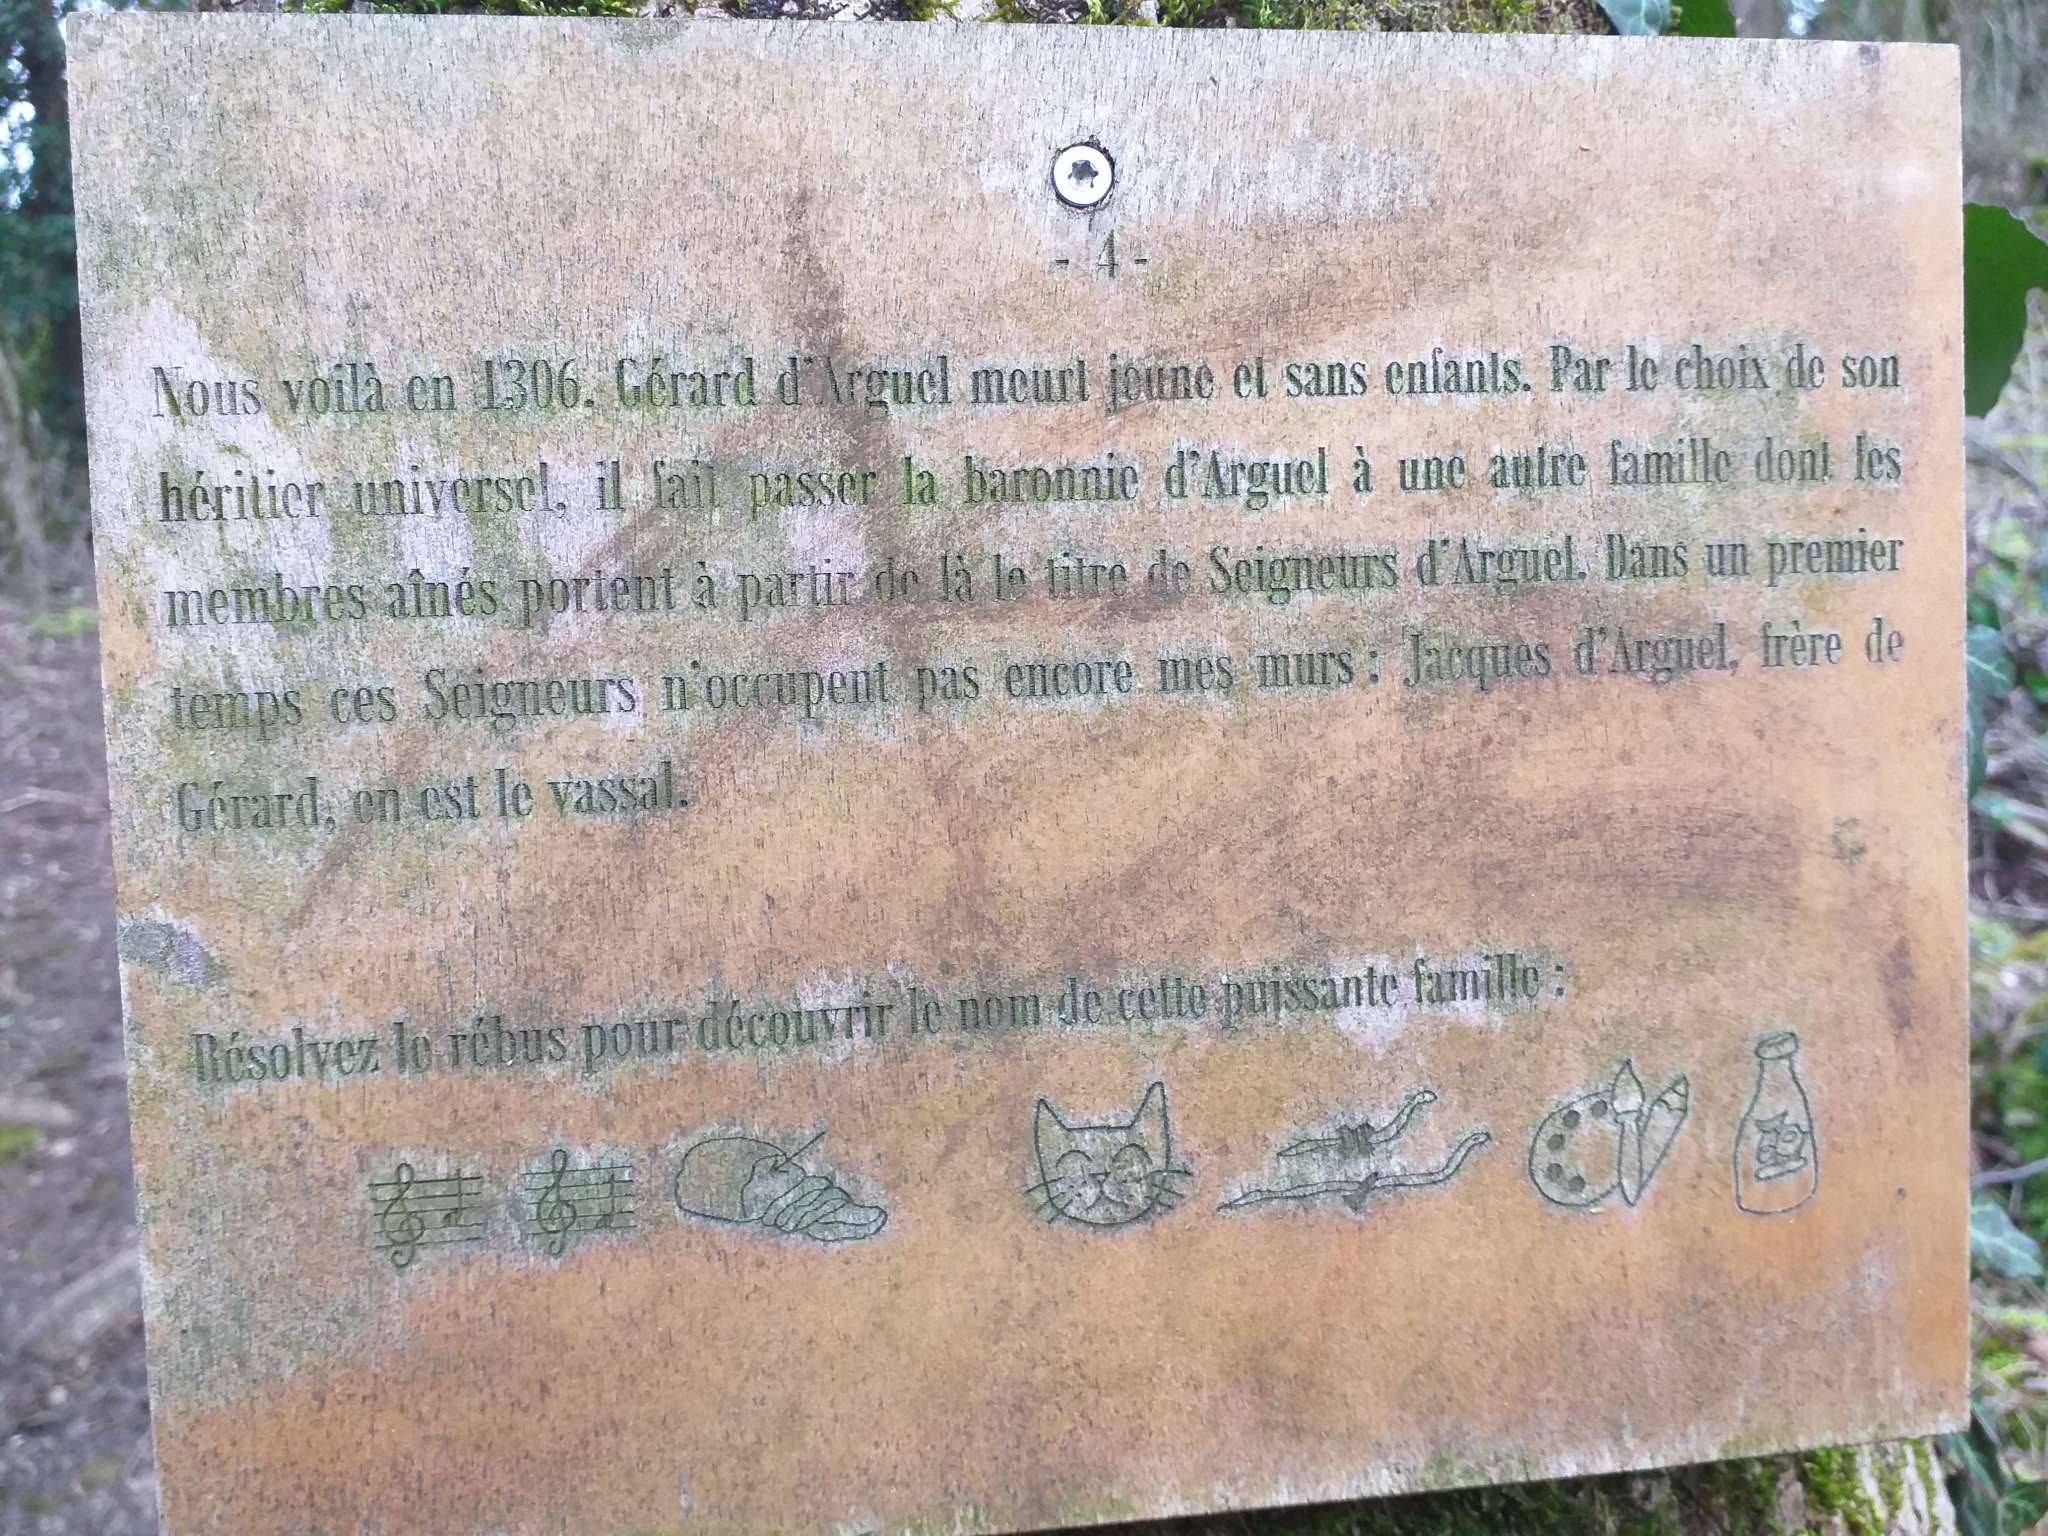 - 4 -
Nous voilà en 1306. Gérard d'Arguel meurt jeune et sans enfants. Par le choix de son
héritier universel, il fait passer la baronnie d'Arguel à une autre famille dont les
membres aînés portent à partir de là le titre de Seigneurs d'Arguel. Dans un premier
temps ces Seigneurs n'occupent pas encore mes murs : Jacques d'Arguel, frère de
Gérard, en est le vassal.
Résolvez le rébus pour découvrir le nom de cette puissante famille :